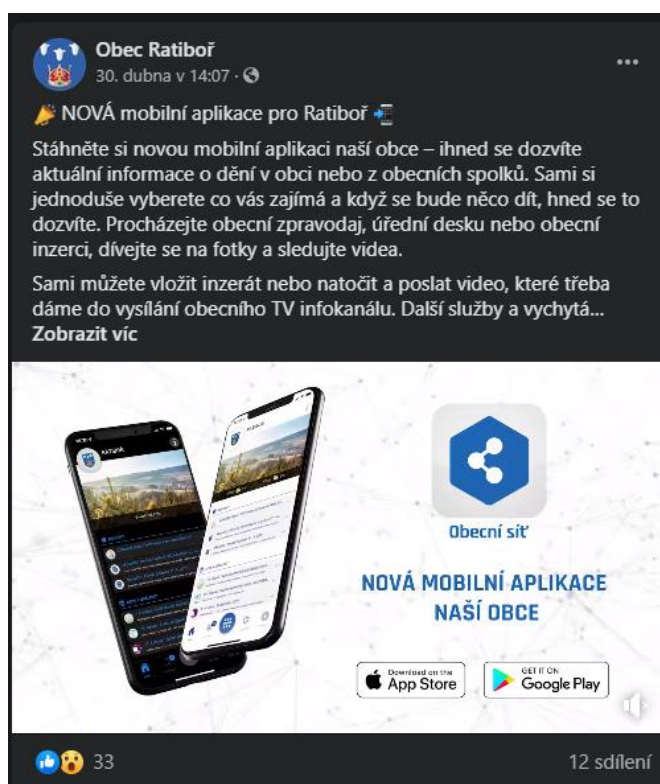 Obec Ratiboř
30. dubna v 14:07 ·
NOVÁ mobilní aplikace pro Ratiboř
Stáhněte si novou mobilní aplikaci naší obce – ihned se dozvíte
aktuální informace o dění v obci nebo z obecních spolků. Sami si
jednoduše vyberete co vás zajímá a když se bude něco dít, hned se to
dozvíte. Procházejte obecní zpravodaj, úřední desku nebo obecní
inzerci, dívejte se na fotky a sledujte videa.
Sami můžete vložit inzerát nebo natočit a poslat video, které třeba
dáme do vysílání obecního TV infokanálu. Další služby a vychytá...
Zobrazit víc
RATIBOŘ
Obecní síť
NOVÁ MOBILNÍ APLIKACE
NAŠÍ OBCE
Download on the
App Store
GET IT ON
Google Play
33
12 sdílení